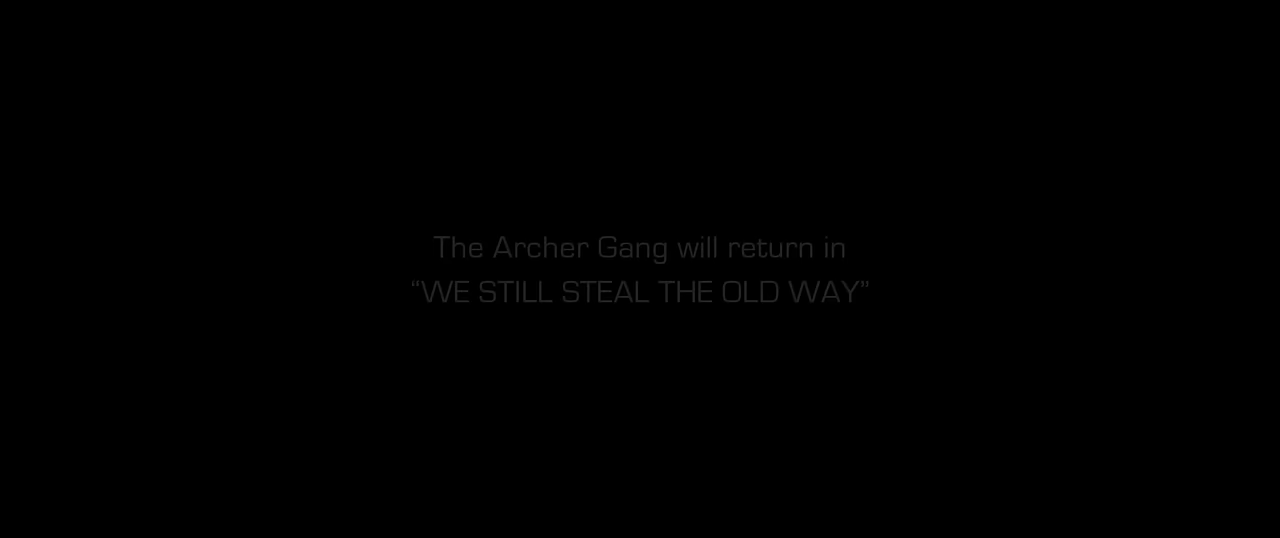 The Archer Gang will return in
“WE STILL STEAL THE OLD WAY”